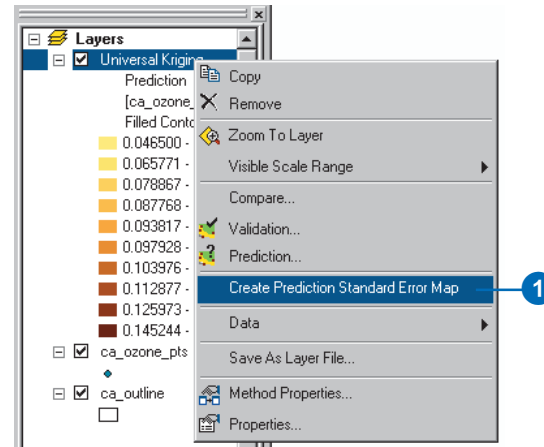 Layers
Universal Kriging
Prediction
[ca_ozone_
Filled Conto
0.046500 -
0.065771 -
0.078867 -
0.087768 -
0.093817 -
0.097928 -
0.103976 -
0.112877 -
0.125973 -
0.145244 -
ca_ozone_pts
ca_outline
Copy
Remove
Zoom To Layer
Visible Scale Range
Compare...
Validation...
Prediction...
Create Prediction Standard Error Map
1
Data
Save As Layer File...
Method Properties...
Properties...